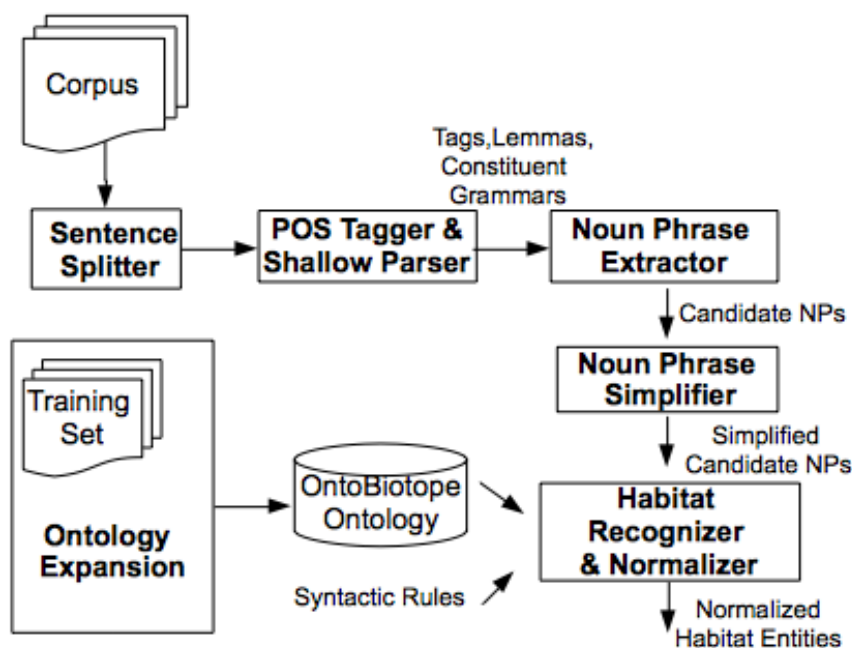 Corpus
Tags,Lemmas,
Constituent
Grammars
Sentence
Splitter
POS Tagger &
Shallow Parser
Noun Phrase
Extractor
Candidate NPs
Noun Phrase
Simplifier
Simplified
Candidate NPs
Training
Set
Ontology
Expansion
OntoBiotope
Ontology
Syntactic Rules
Habitat
Recognizer
& Normalizer
Normalized
Habitat Entities